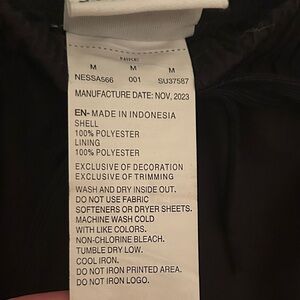 M M M
NESSA566 001 SU37587
MANUFACTURE DATE: NOV, 2023
EN- MADE IN INDONESIA
SHELL
100% POLYESTER
LINING
100% POLYESTER
EXCLUSIVE OF DECORATION
EXCLUSIVE OF TRIMMING
WASH AND DRY INSIDE OUT.
DO NOT USE FABRIC
SOFTENERS OR DRYER SHEETS.
MACHINE WASH COLD
WITH LIKE COLORS.
NON-CHLORINE BLEACH.
TUMBLE DRY LOW.
COOL IRON.
DO NOT IRON PRINTED AREA.
DO NOT IRON LOGO.